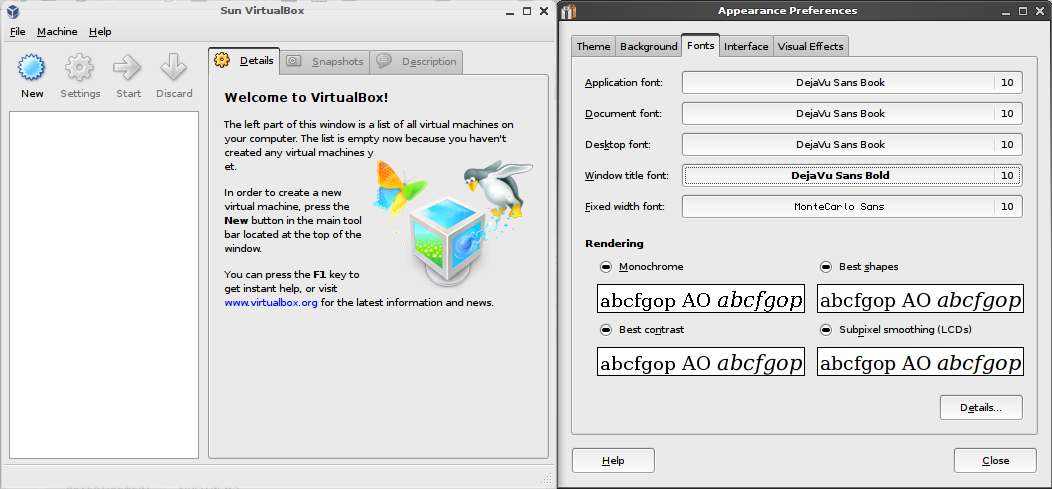 Sun VirtualBox
File Machine Help
New Settings Start Discard
Details Snapshots Description
Welcome to VirtualBox!
The left part of this window is a list of all virtual machines on
your computer. The list is empty now because you haven't
created any virtual machines y
et.
In order to create a new
virtual machine, press the
New button in the main tool
bar located at the top of the
window.
You can press the F1 key to
get instant help, or visit
www.virtualbox.org for the latest information and news.
Appearance Preferences
Theme Background Fonts Interface Visual Effects
Application font: DejaVu Sans Book 10
Document font: DejaVu Sans Book 10
Desktop font: DejaVu Sans Book 10
Window title font: DejaVu Sans Bold 10
Fixed width font: MonteCarlo Sans 10
Rendering
Monochrome Best shapes
abcfgop AO abcfgop abcfgop AO abcfgop
Best contrast Subpixel smoothing (LCDs)
abcfgop AO abcfgop abcfgop AO abcfgop
Details...
Help Close